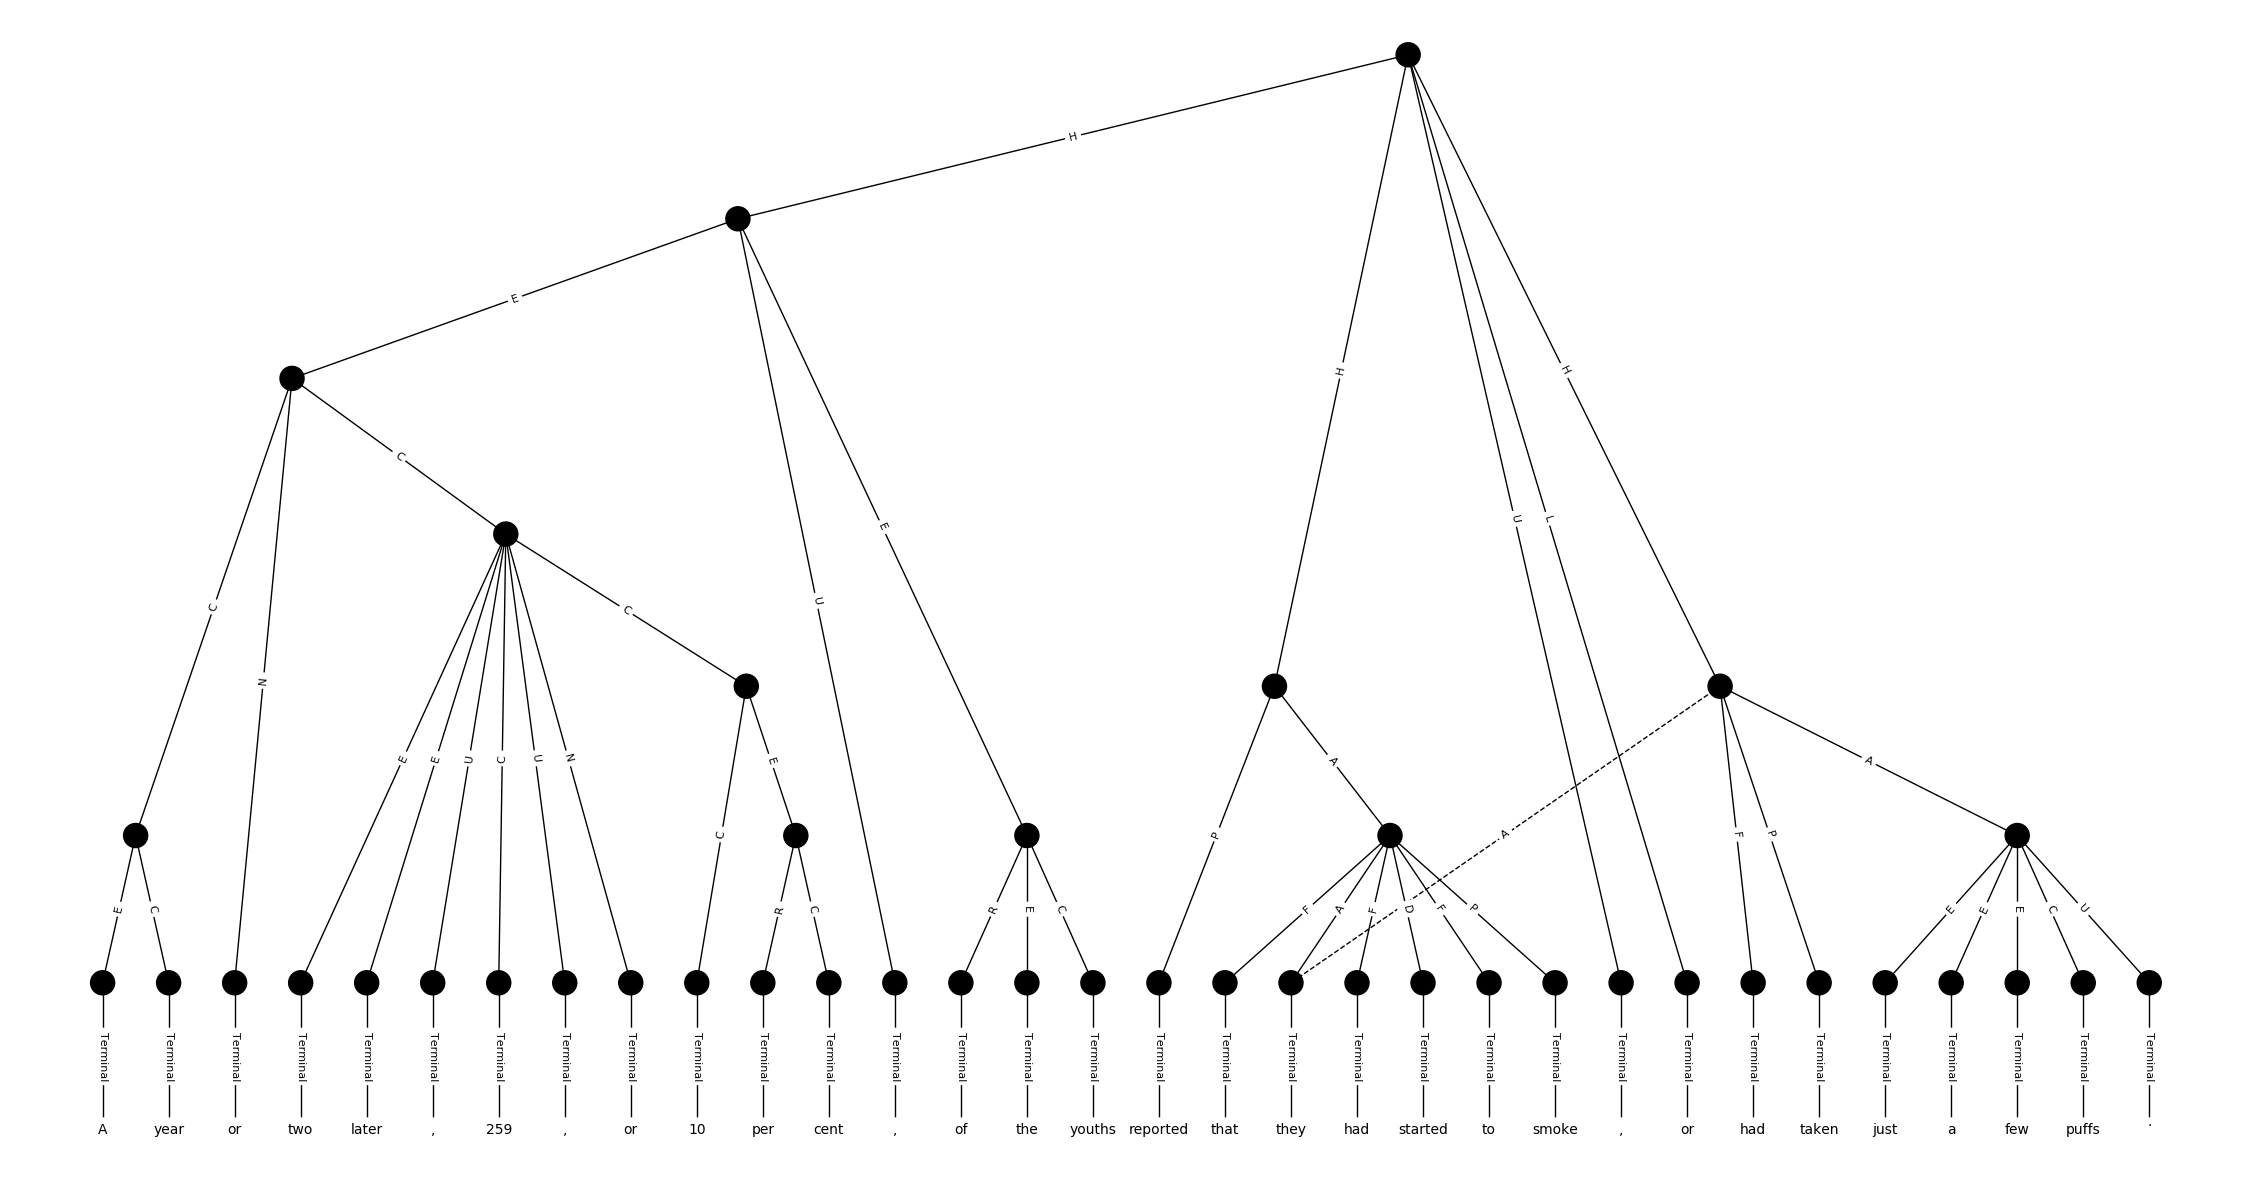 H
E
C
C
H
H
N
C
E
U
U
L
E
E
U
C
U
N
E
A
A
C
P
A
F
P
E
C
R
C
R
E
C
F
A
F
D
F
P
E
E
E
C
U
Terminal Terminal Terminal Terminal Terminal Terminal Terminal Terminal Terminal Terminal Terminal Terminal Terminal Terminal Terminal Terminal Terminal Terminal Terminal Terminal Terminal Terminal Terminal Terminal Terminal Terminal Terminal Terminal Terminal Terminal Terminal Terminal
A year or two later , 259 , or 10 per cent , of the youths reported that they had started to smoke , or had taken just a few puffs .